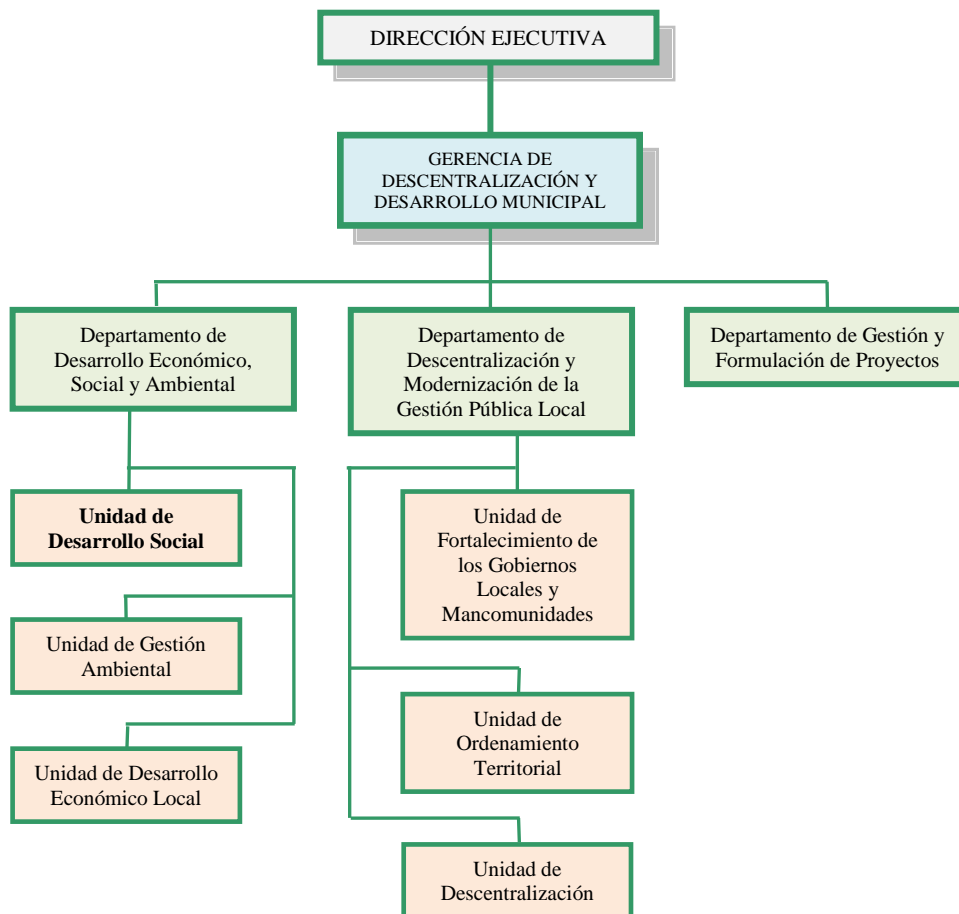 DIRECCIÓN EJECUTIVA
GERENCIA DE
DESCENTRALIZACIÓN Y
DESARROLLO MUNICIPAL
Departamento de
Desarrollo Económico,
Social y Ambiental
Departamento de
Descentralización y
Modernización de la
Gestión Pública Local
Departamento de Gestión y
Formulación de Proyectos
Unidad de
Desarrollo Social
Unidad de
Fortalecimiento de
los Gobiernos
Locales y
Mancomunidades
Unidad de Gestión
Ambiental
Unidad de
Ordenamiento
Territorial
Unidad de Desarrollo
Económico Local
Unidad de
Descentralización